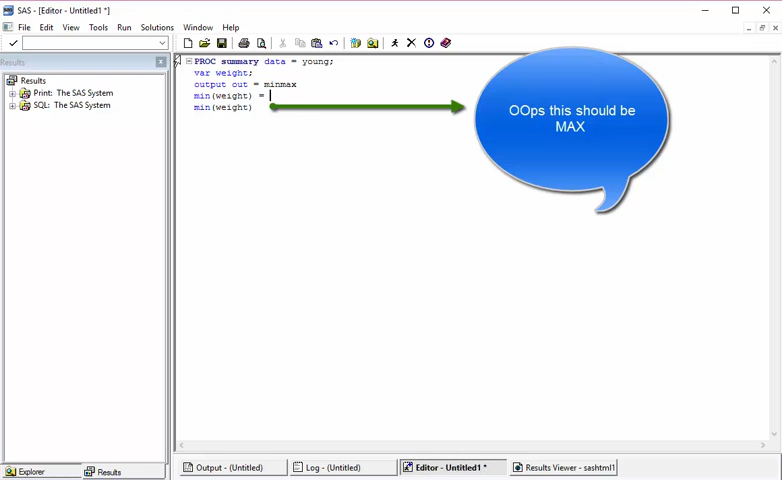 SAS - [Editor - Untitled1 *]
File Edit View Tools Run Solutions Window Help
Results
Results
Print: The SAS System
SQL: The SAS System
PROC summary data = young;
var weight;
output out = minmax
min(weight) =
min(weight)
OOps this should be
MAX
Explorer
Results
Output - (Untitled)
Log - (Untitled)
Editor - Untitled1 *
Results Viewer - sashtml1